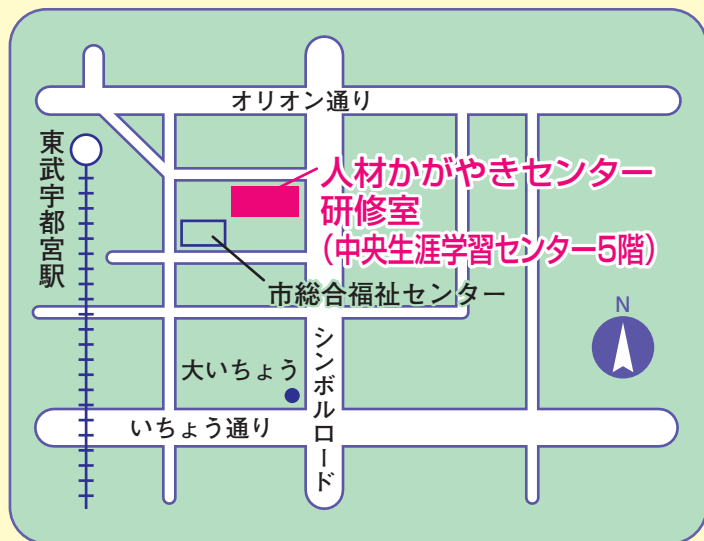 オリオン通り
東武宇都宮駅
人材かがやきセンター
研修室
(中央生涯学習センター5階)
市総合福祉センター
N
大いちょう
シンボルロード
いちょう通り